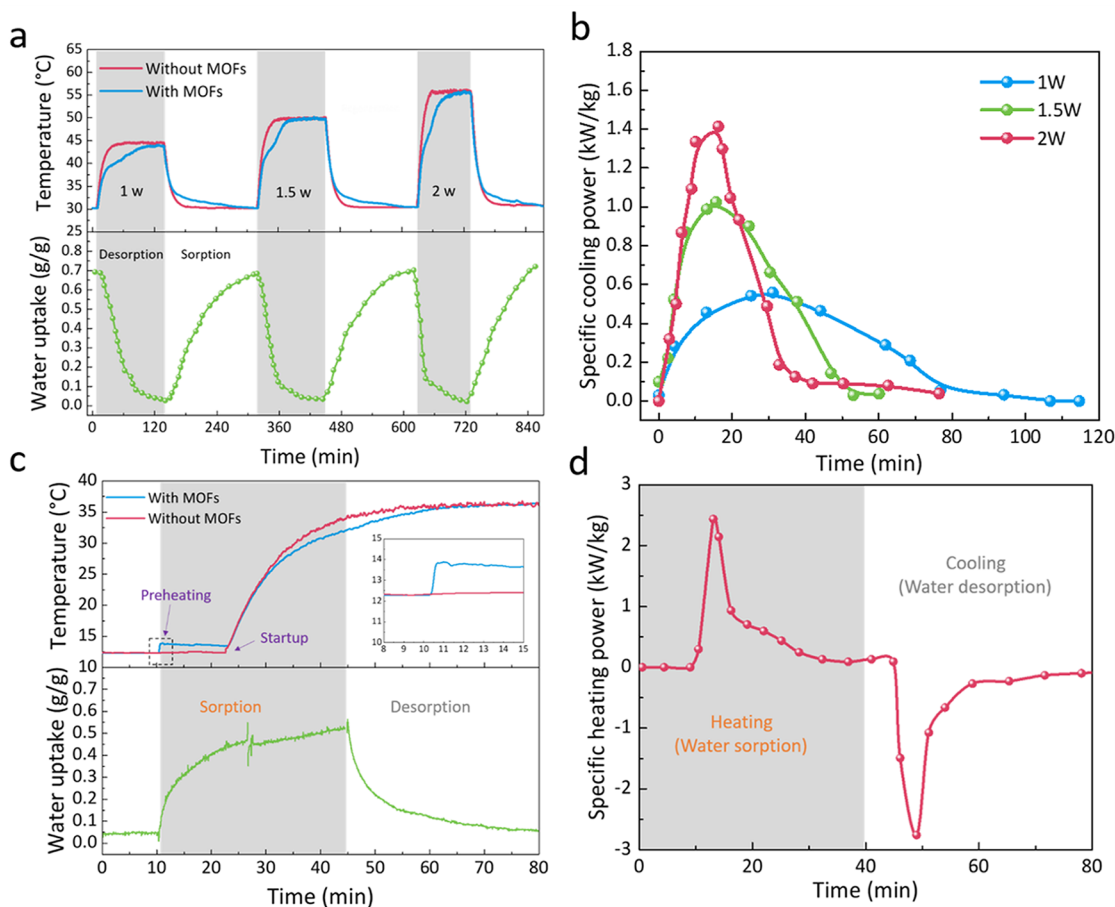 a
Temperature (°C)
65
60
55
50
45
40
35
30
25
Without MOFs
With MOFs
1 w
1.5 w
2 w
Water uptake (g/g)
0.7
0.6
0.5
0.4
0.3
0.2
0.1
0.0
Desorption
Sorption
0 120 240 360 480 600 720 840
Time (min)
b
Specific cooling power (kW/kg)
1.8
1.6
1.4
1.2
1.0
0.8
0.6
0.4
0.2
0.0
1W
1.5W
2W
0 20 40 60 80 100 120
Time (min)
c
Temperature (°C)
40
35
30
25
20
15
10
With MOFs
Without MOFs
Preheating
Startup
15
14
13
12
11
10
8 9 10 11 12 13 14 15
Water uptake (g/g)
0.7
0.6
0.5
0.4
0.3
0.2
0.1
0.0
Sorption
Desorption
0 10 20 30 40 50 60 70 80
Time (min)
d
Specific heating power (kW/kg)
3
2
1
0
-1
-2
-3
Cooling
(Water desorption)
Heating
(Water sorption)
0 20 40 60 80
Time (min)